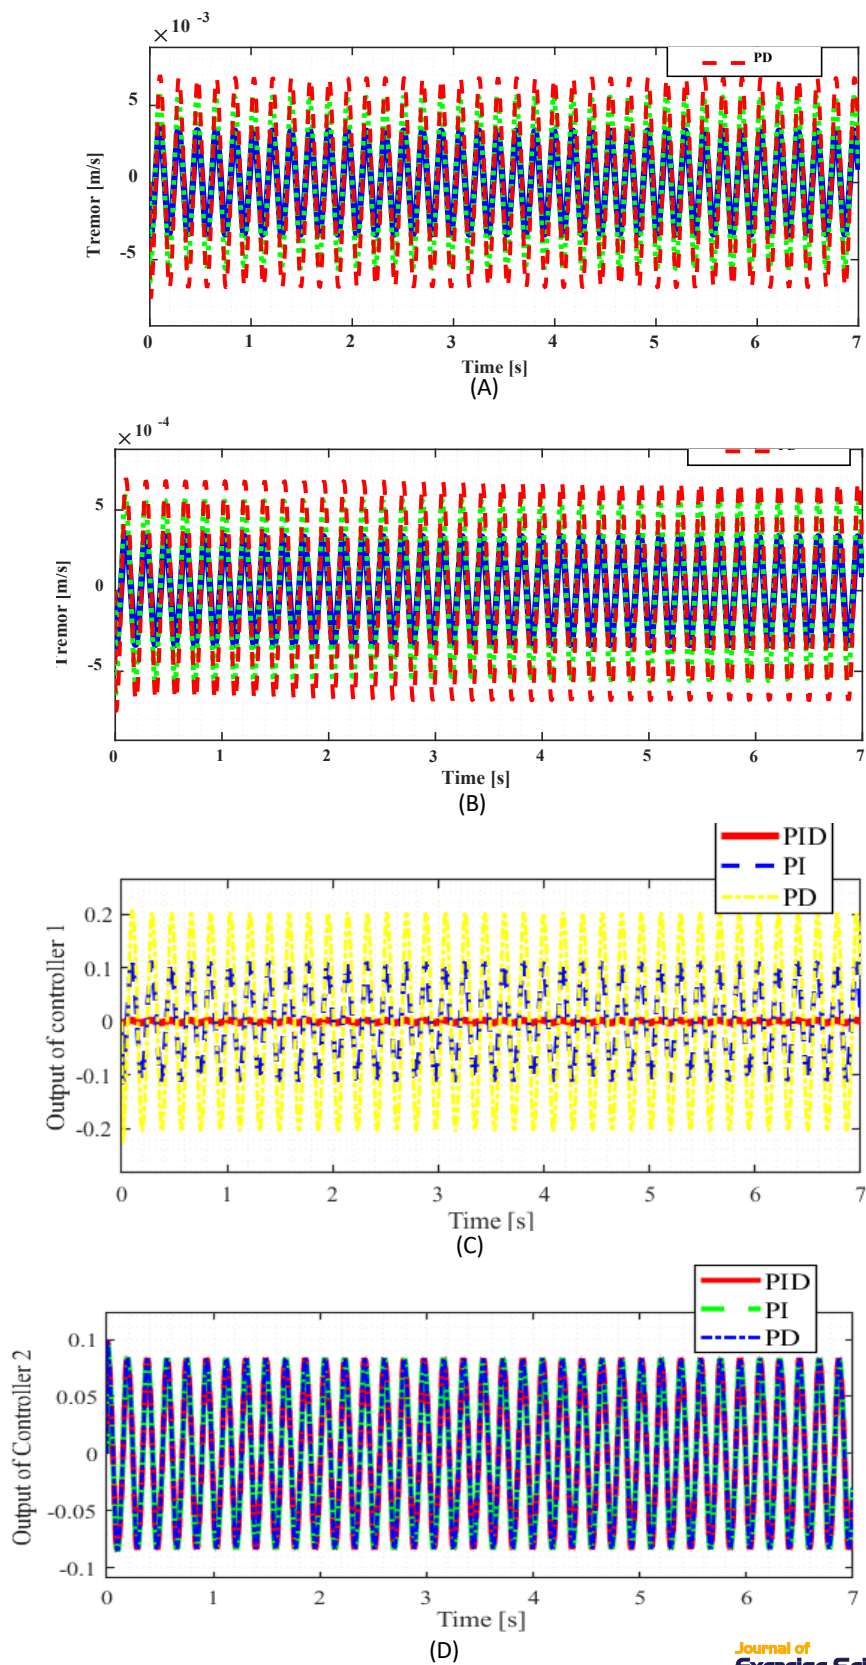 × 10 -3
PD
5
0
-5
Tremor [m/s]
0 1 2 3 4 5 6 7
Time [s]
(A)
× 10 -4
5
0
-5
Tremor [m/s]
0 1 2 3 4 5 6 7
Time [s]
(B)
PID
PI
PD
0.2
0.1
0
-0.1
-0.2
Output of controller 1
0 1 2 3 4 5 6 7
Time [s]
(C)
PID
PI
PD
0.1
0.05
0
-0.05
-0.1
Output of Controller 2
0 1 2 3 4 5 6 7
Time [s]
(D)
Journal of